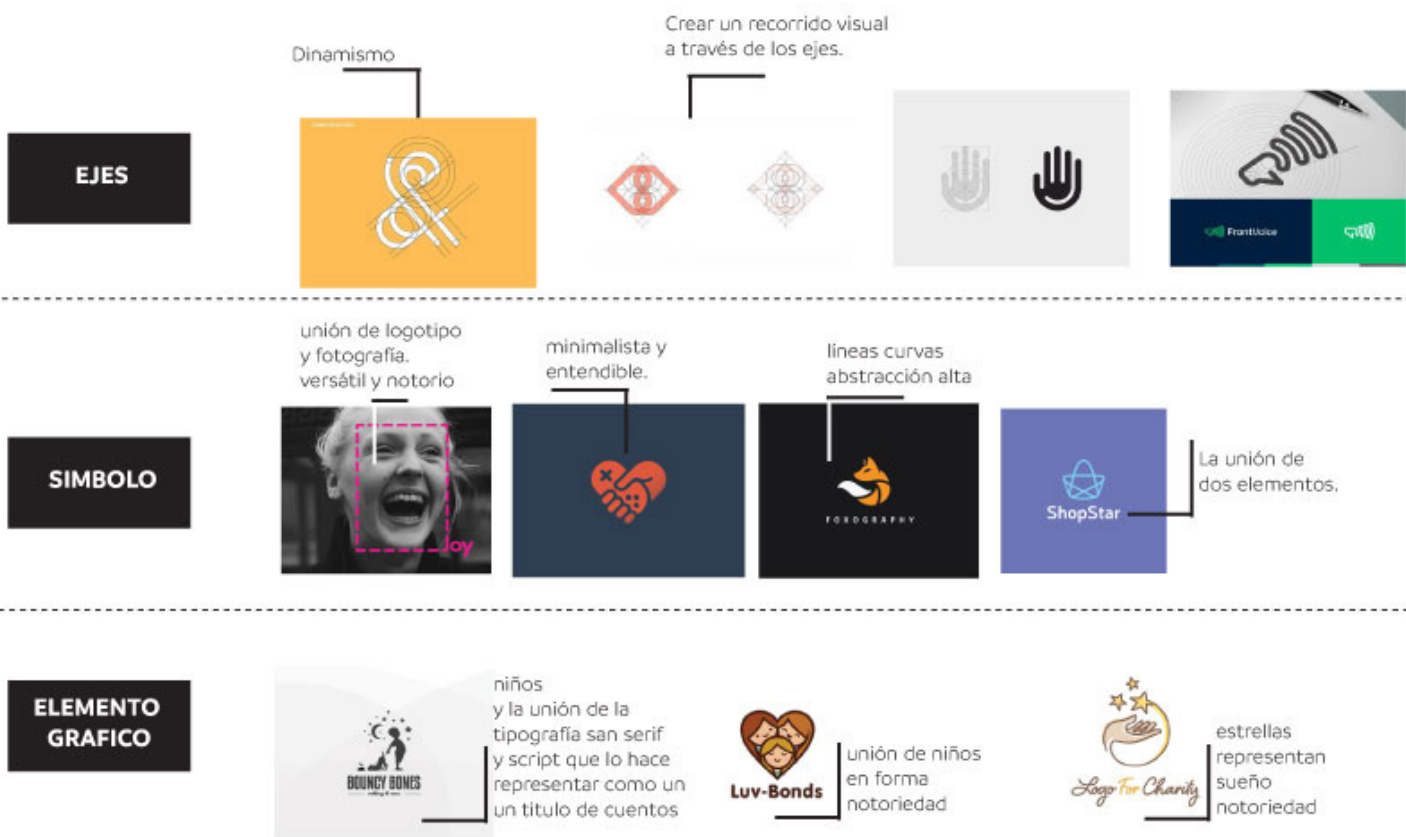 Crear un recorrido visual
a través de los ejes.
Dinamismo
EJES
FrontVoice
unión de logotipo
y fotografía.
versátil y notorio
minimalista y
entendible.
líneas curvas
abstracción alta
SIMBOLO
oy
FOXOGRAPHY
ShopStar
La unión de
dos elementos.
ELEMENTO
GRAFICO
BOUNCY BONES
niños
y la unión de la
tipografía san serif
y script que lo hace
representar como un
un titulo de cuentos
Luv-Bonds
unión de niños
en forma
notoriedad
Logo For Charity
estrellas
representan
sueño
notoriedad